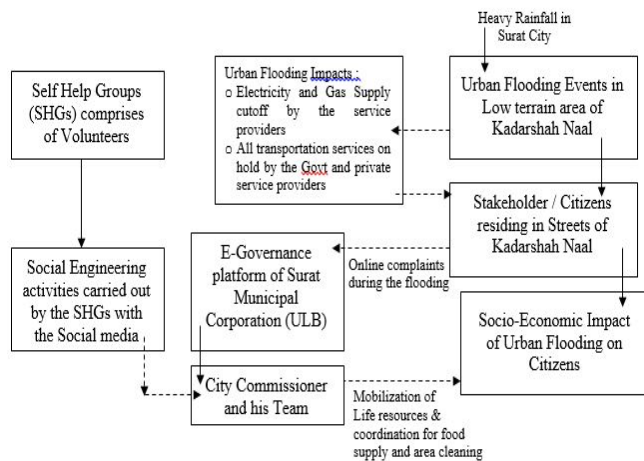 Heavy Rainfall in
Surat City
Urban Flooding Impacts :
o Electricity and Gas Supply
cutoff by the service
providers
o All transportation services on
hold by the Govt and private
service providers
Urban Flooding Events in
Low terrain area of
Kadarshah Naal
Self Help Groups
(SHGs) comprises
of Volunteers
Stakeholder / Citizens
residing in Streets of
Kadarshah Naal
E-Governance
platform of Surat
Municipal
Corporation (ULB)
Online complaints
during the flooding
Social Engineering
activities carried out
by the SHGs with
the Social media
Socio-Economic Impact
of Urban Flooding on
Citizens
City Commissioner
and his Team
Mobilization of
Life resources &
coordination for food
supply and area cleaning